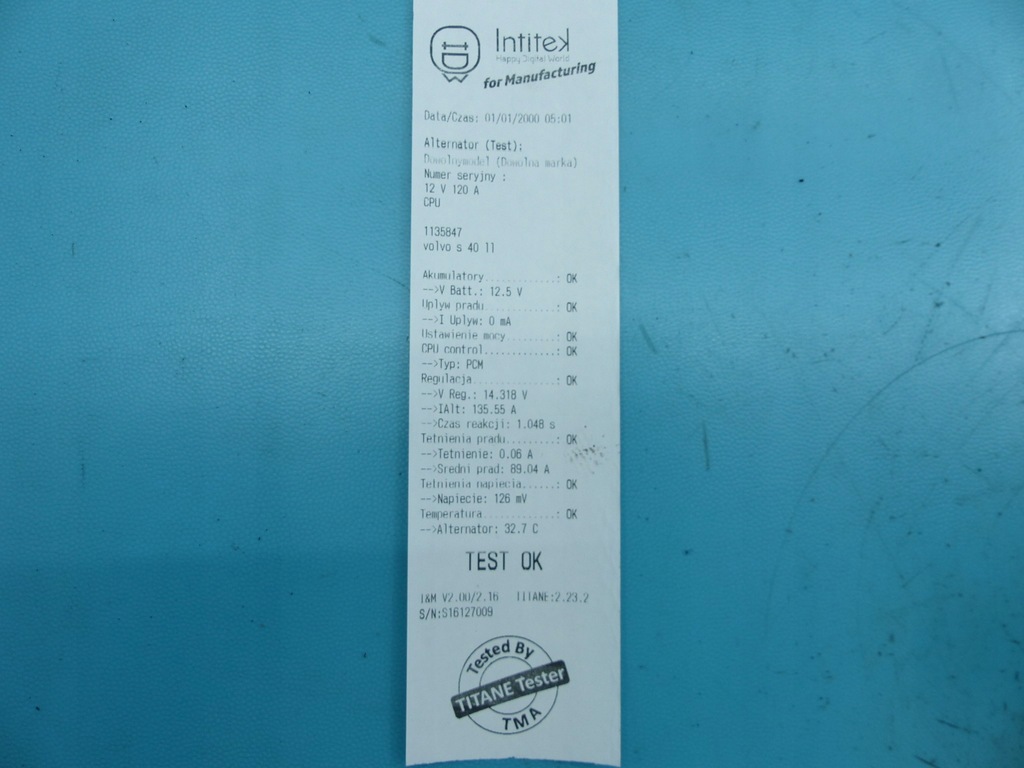 Intitek
Happy Digital World
for Manufacturing
Data/Czas: 01/01/2000 05:01
Alternator (Test):
Dowolnymodel (Dowolna marka)
Numer seryjny :
12 V 120 A
CPU
1135847
volvo s 40 11
Akumulatory...........: OK
-->V Batt.: 12.5 V
Uplyw pradu...........: OK
-->I Uplyw: 0 mA
Ustawienie mocy.......: OK
CPU control...........: OK
-->Typ: PCM
Regulacja.............: OK
-->V Reg.: 14.318 V
-->IAlt: 135.55 A
-->Czas reakcji: 1.048 s
Tetnienia pradu.......: OK
-->Tetnienie: 0.06 A
-->Sredni prad: 89.04 A
Tetnienia napiecia....: OK
-->Napiecie: 126 mV
Temperatura...........: OK
-->Alternator: 32.7 C
TEST OK
I&M V2.00/2.16 TITANE:2.23.2
S/N:S16127009
Tested By
TITANE Tester
TMA